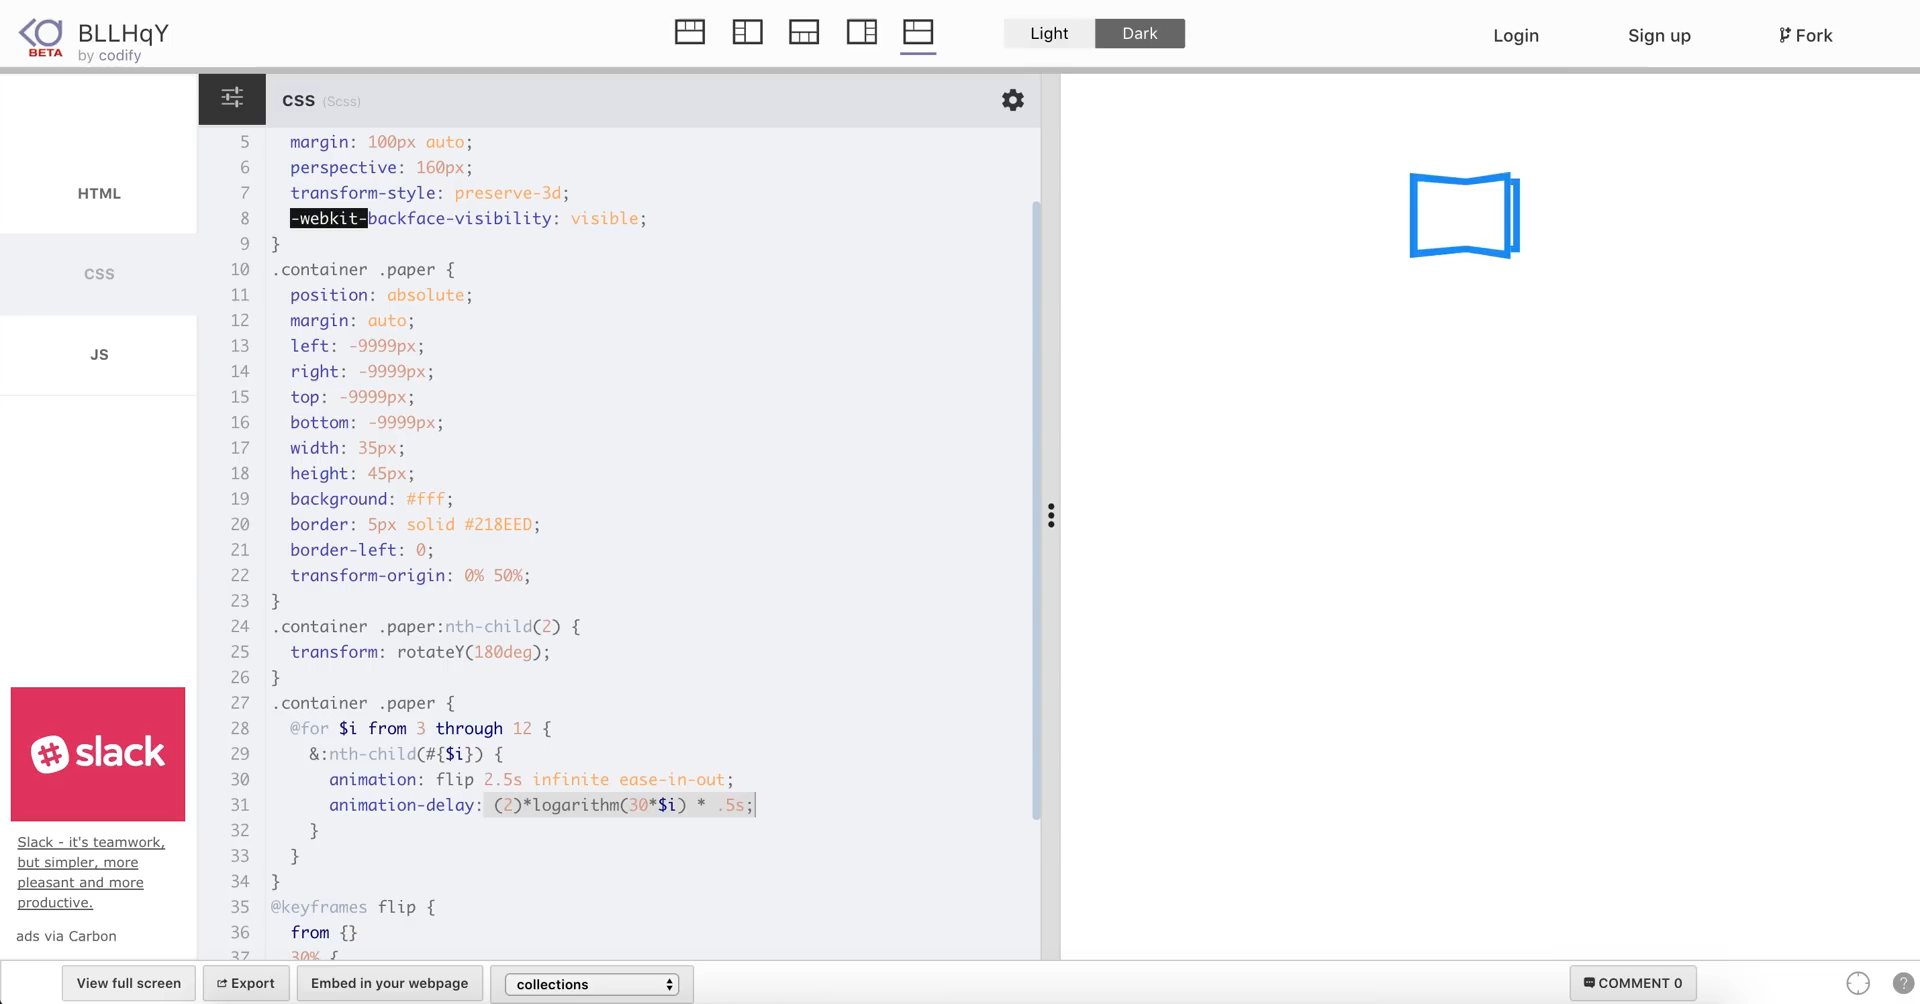 BLLHqY
BETA
by codify
Light
Dark
Login
Sign up
Fork
HTML
CSS
JS
CSS (Scss)
5 margin: 100px auto;
6 perspective: 160px;
7 transform-style: preserve-3d;
8 -webkit-backface-visibility: visible;
9 }
10 .container .paper {
11 position: absolute;
12 margin: auto;
13 left: -9999px;
14 right: -9999px;
15 top: -9999px;
16 bottom: -9999px;
17 width: 35px;
18 height: 45px;
19 background: #fff;
20 border: 5px solid #218EED;
21 border-left: 0;
22 transform-origin: 0% 50%;
23 }
24 .container .paper:nth-child(2) {
25 transform: rotateY(180deg);
26 }
27 .container .paper {
28 @for $i from 3 through 12 {
29 &:nth-child(#{$i}) {
30 animation: flip 2.5s infinite ease-in-out;
31 animation-delay: (2)*logarithm(30*$i) * .5s;
32 }
33 }
34 }
35 @keyframes flip {
36 from {}
37 30% {
slack
Slack - it's teamwork,
but simpler, more
pleasant and more
productive.
ads via Carbon
View full screen
Export
Embed in your webpage
collections
COMMENT 0
?